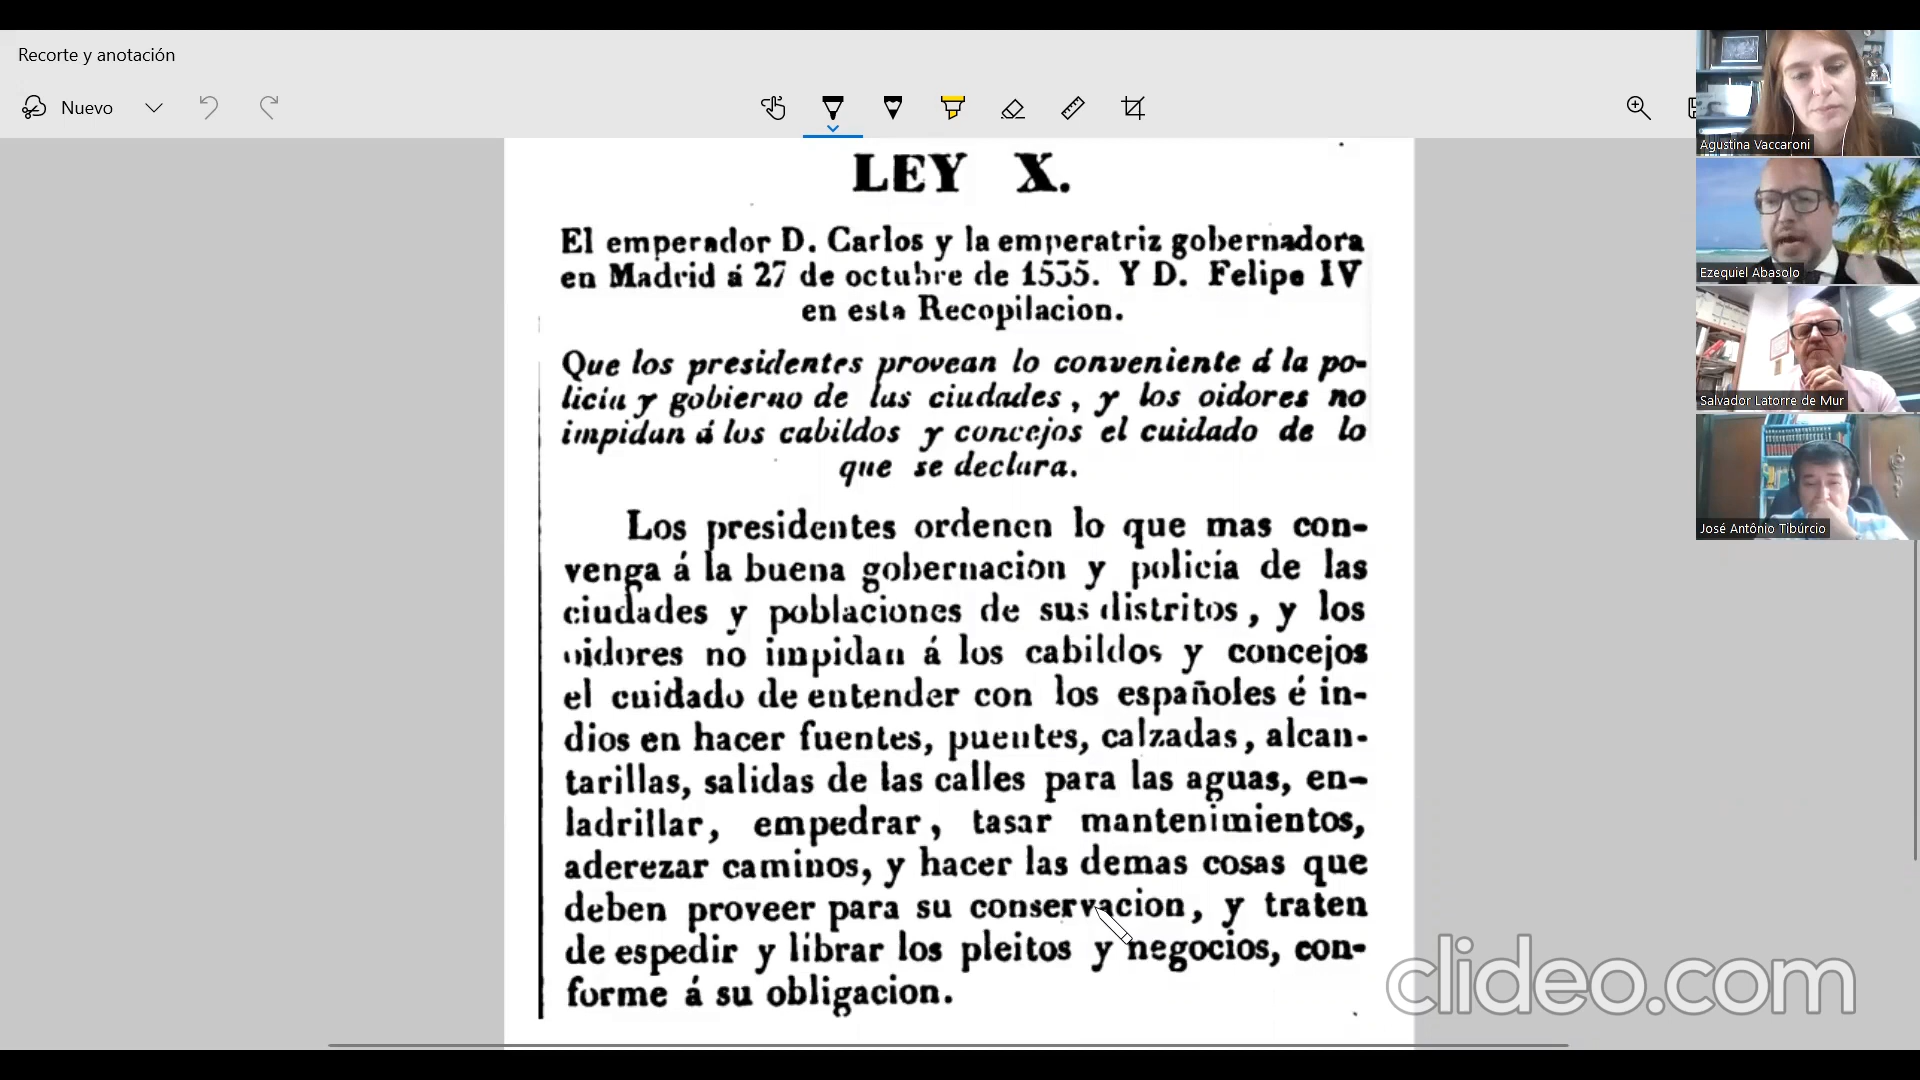 Recorte y anotación
Nuevo
LEY X.
El emperador D. Carlos y la emperatriz gobernadora
en Madrid á 27 de octubre de 1535. Y D. Felipe IV
en esta Recopilacion.
Que los presidentes provean lo conveniente á la po-
licía y gobierno de las ciudades, y los oidores no
impidan á los cabildos y concejos el cuidado de lo
que se declara.
Los presidentes ordenen lo que mas con-
venga á la buena gobernacion y policía de las
ciudades y poblaciones de sus distritos, y los
oidores no impidan á los cabildos y concejos
el cuidado de entender con los españoles é in-
dios en hacer fuentes, puentes, calzadas, alcan-
tarillas, salidas de las calles para las aguas, en-
ladrillar, empedrar, tasar mantenimientos,
aderezar caminos, y hacer las demas cosas que
deben proveer para su conservacion, y traten
de espedir y librar los pleitos y negocios, con-
forme á su obligacion.
Agustina Vaccaroni
Ezequiel Abasolo
Salvador Latorre de Mur
José Antônio Tibúrcio
clideo.com